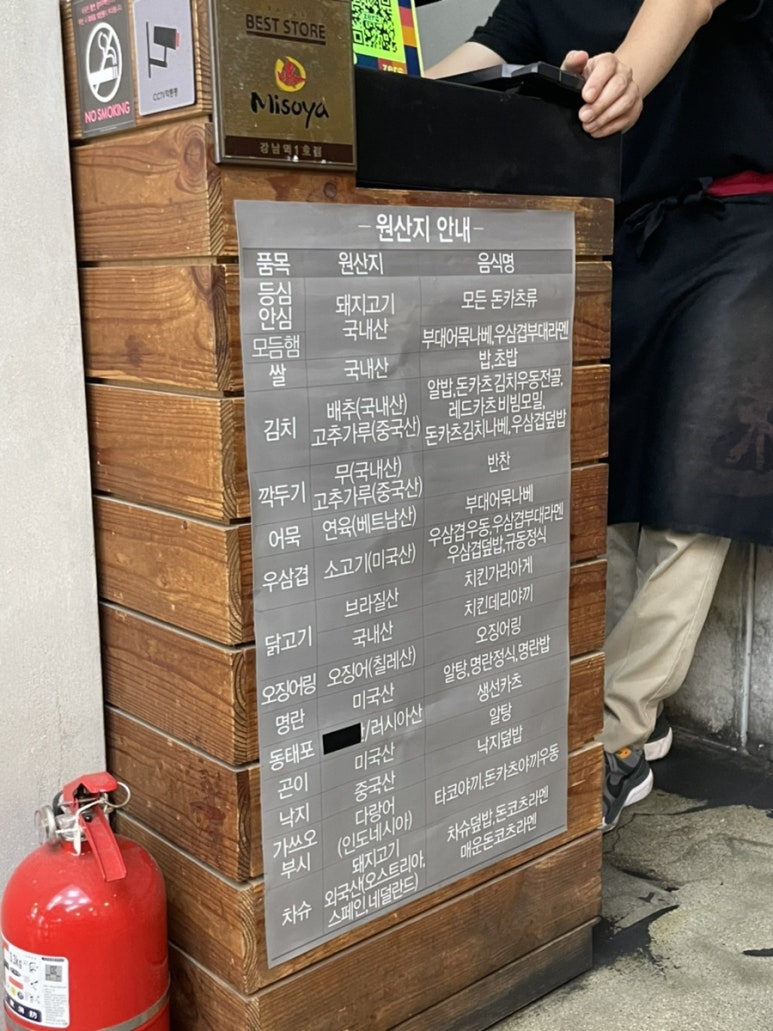 NO SMOKING
CCTV작동중
BEST STORE
Misoya
강남역1호점
zero
- 원산지 안내 -
품목 원산지 음식명
등심 안심 돼지고기 국내산 모든 돈카츠류
모듬햄 부대어묵나베,우삼겹부대라멘
쌀 국내산 밥,초밥
김치 배추(국내산) 고추가루(중국산) 알밥,돈카츠 김치우동전골, 레드카츠 비빔모밀, 돈카츠김치나베,우삼겹덮밥
깍두기 무(국내산) 고추가루(중국산) 반찬
어묵 연육(베트남산) 부대어묵나베
우삼겹 소고기(미국산) 우삼겹우동,우삼겹부대라멘 우삼겹덮밥,규동정식
닭고기 브라질산 치킨가라아게
국내산 치킨데리야끼
오징어링 오징어(칠레산) 오징어링
명란 미국산 알탕,명란정식,명란밥
동태포 /러시아산 생선카츠
곤이 미국산 알탕
낙지 중국산 낙지덮밥
가쓰오 부시 다랑어 (인도네시아) 타코야끼,돈카츠야끼우동
차슈 돼지고기 외국산(오스트리아, 스페인,네덜란드) 차슈덮밥,돈코츠라멘 매운돈코츠라멘